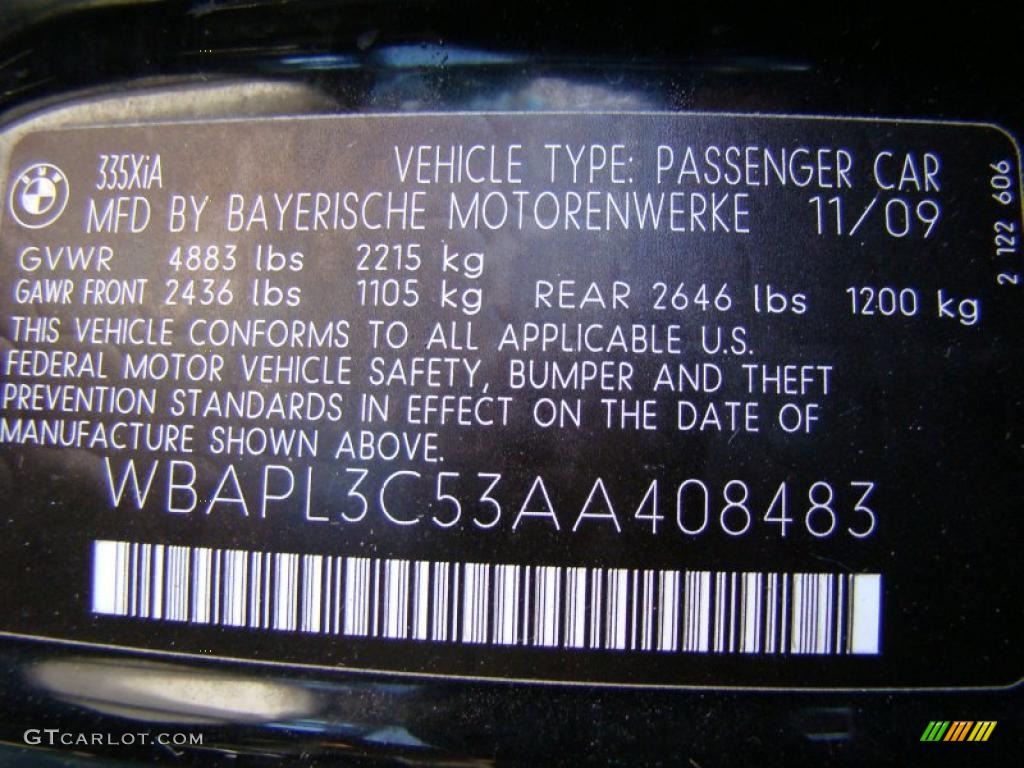 BMW
335XiA VEHICLE TYPE: PASSENGER CAR
MFD BY BAYERISCHE MOTORENWERKE 11/09
GVWR 4883 lbs 2215 kg
GAWR FRONT 2436 lbs 1105 kg REAR 2646 lbs 1200 kg
THIS VEHICLE CONFORMS TO ALL APPLICABLE U.S.
FEDERAL MOTOR VEHICLE SAFETY, BUMPER AND THEFT
PREVENTION STANDARDS IN EFFECT ON THE DATE OF
MANUFACTURE SHOWN ABOVE.
WBAPL3C53AA408483
2 122 606
GTCARLOT.COM